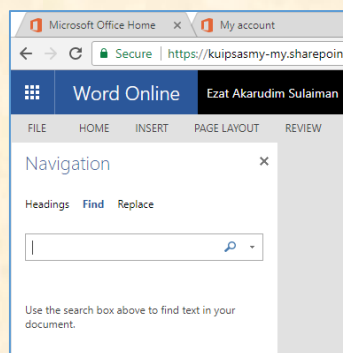 Microsoft Office Home
My account
Secure https://kuipsasmy-my.sharepoin
Word Online Ezat Akarudim Sulaiman
FILE HOME INSERT PAGE LAYOUT REVIEW
Navigation
Headings Find Replace
Use the search box above to find text in your
document.